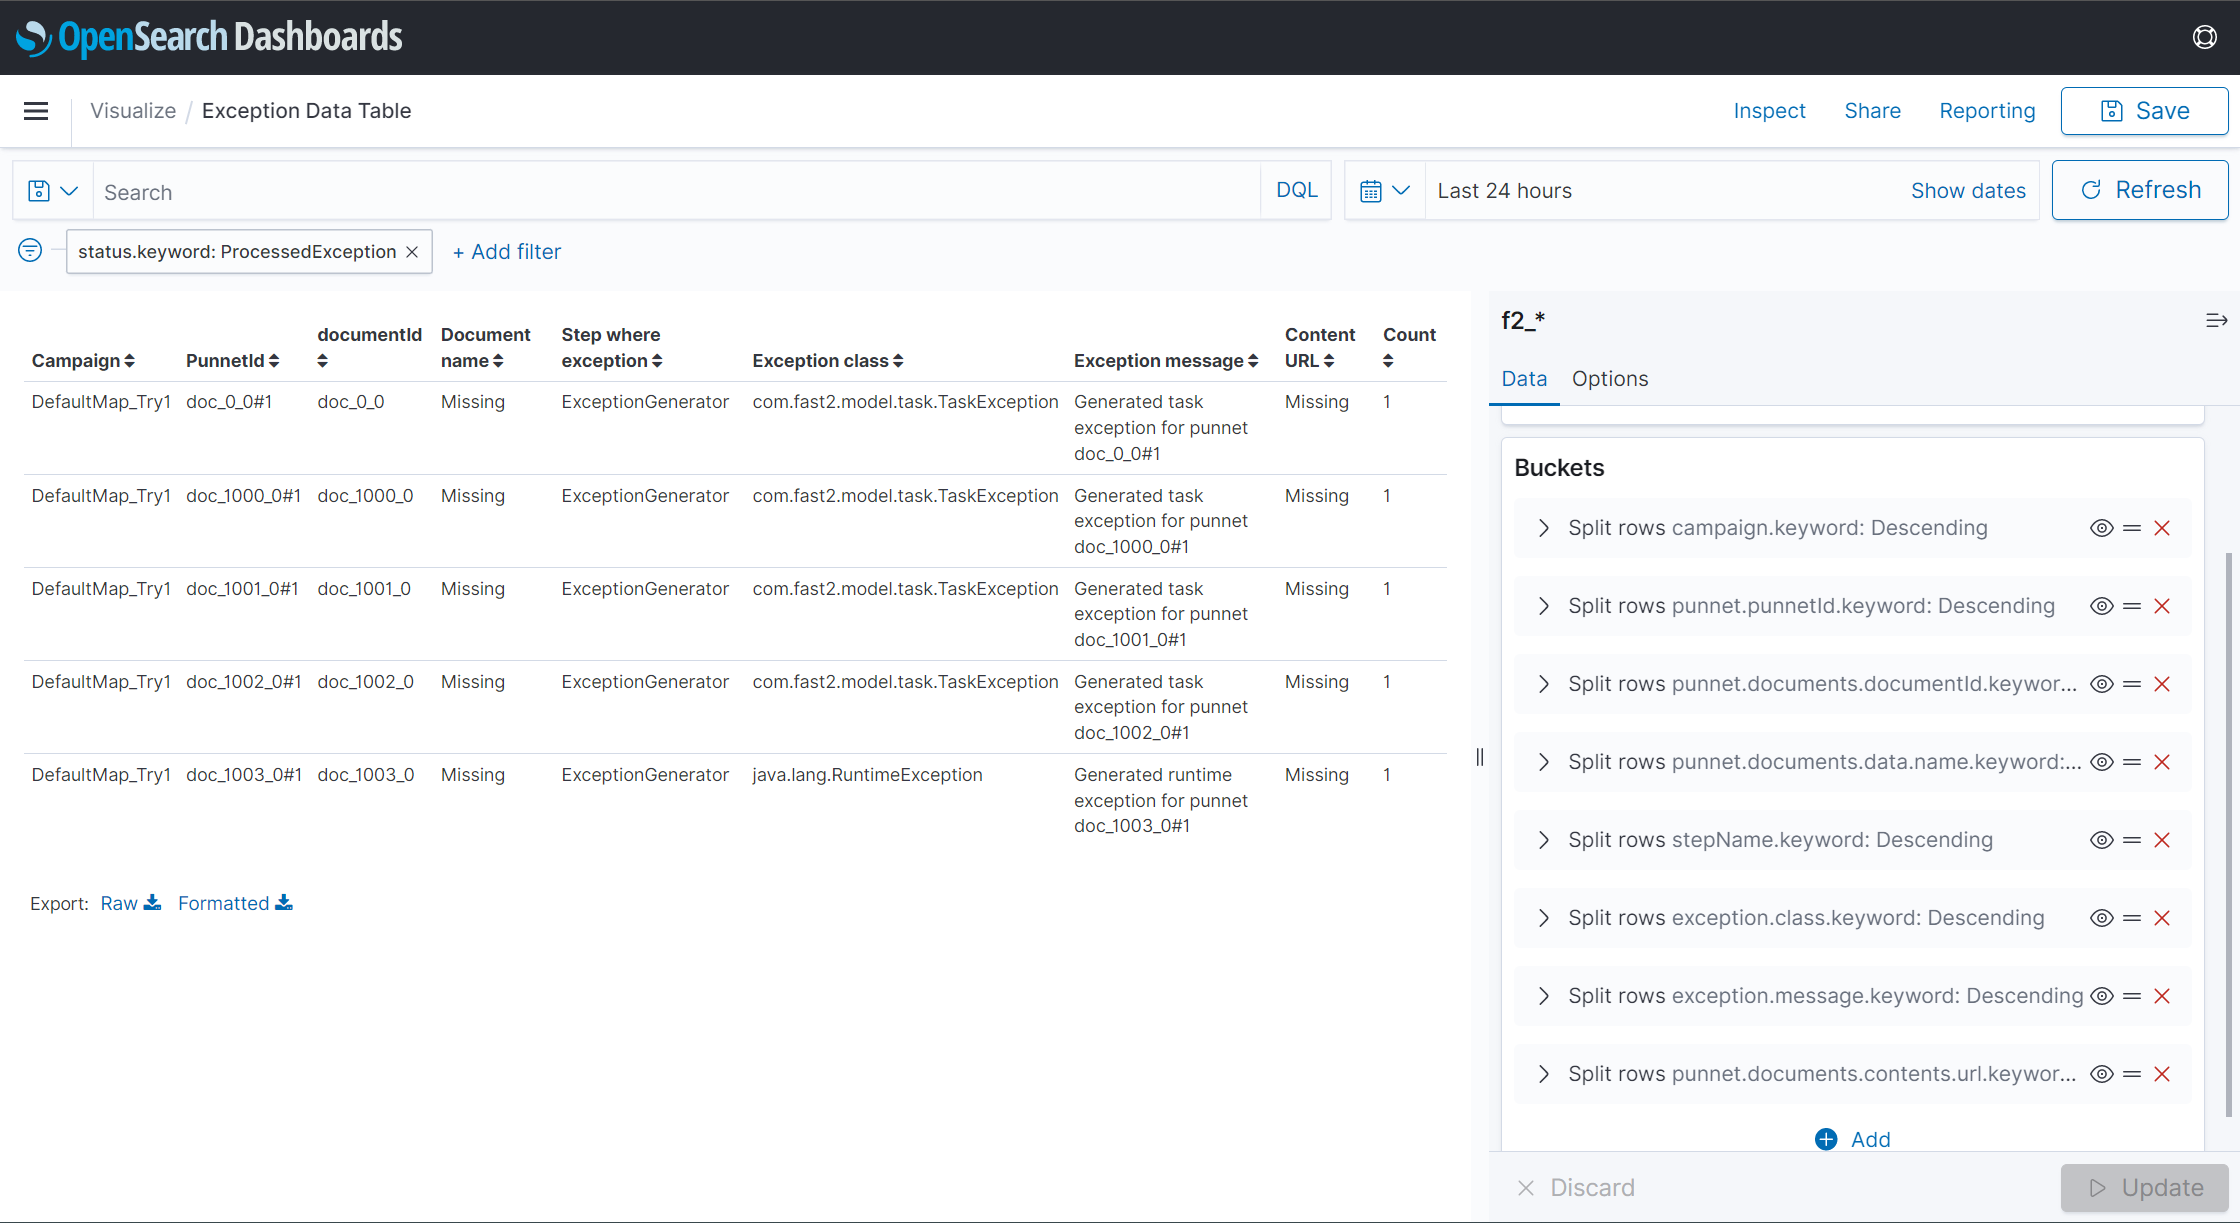 OpenSearch Dashboards
Visualize / Exception Data Table
Inspect Share Reporting Save
Search DQL Last 24 hours Show dates Refresh
status.keyword: ProcessedException × + Add filter
Campaign PunnetId documentId Document name Step where exception Exception class Exception message Content URL Count
DefaultMap_Try1 doc_0_0#1 doc_0_0 Missing ExceptionGenerator com.fast2.model.task.TaskException Generated task Missing 1
exception for punnet
doc_0_0#1
DefaultMap_Try1 doc_1000_0#1 doc_1000_0 Missing ExceptionGenerator com.fast2.model.task.TaskException Generated task Missing 1
exception for punnet
doc_1000_0#1
DefaultMap_Try1 doc_1001_0#1 doc_1001_0 Missing ExceptionGenerator com.fast2.model.task.TaskException Generated task Missing 1
exception for punnet
doc_1001_0#1
DefaultMap_Try1 doc_1002_0#1 doc_1002_0 Missing ExceptionGenerator com.fast2.model.task.TaskException Generated task Missing 1
exception for punnet
doc_1002_0#1
DefaultMap_Try1 doc_1003_0#1 doc_1003_0 Missing ExceptionGenerator java.lang.RuntimeException Generated runtime Missing 1
exception for punnet
doc_1003_0#1
Export: Raw Formatted
f2_*
Data Options
Buckets
Split rows campaign.keyword: Descending
Split rows punnet.punnetId.keyword: Descending
Split rows punnet.documents.documentId.keywor...
Split rows punnet.documents.data.name.keyword:...
Split rows stepName.keyword: Descending
Split rows exception.class.keyword: Descending
Split rows exception.message.keyword: Descending
Split rows punnet.documents.contents.url.keywor...
Add
Discard Update